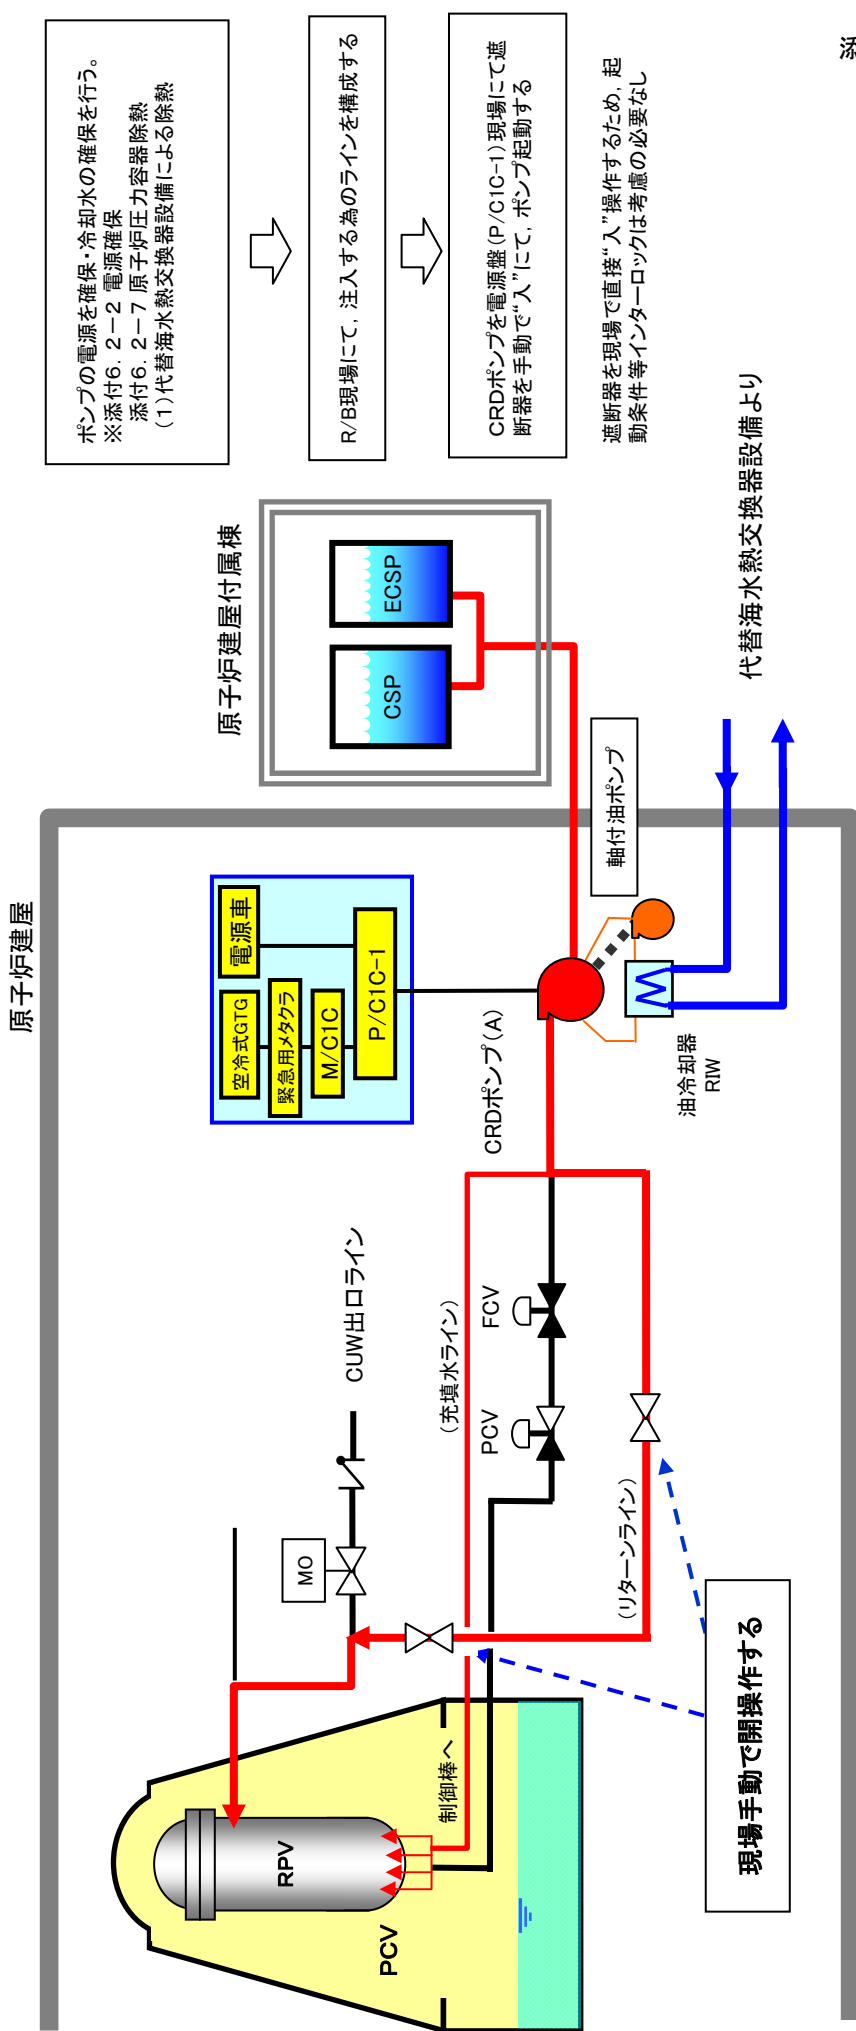 添
ポンプの電源を確保・冷却水の確保を行う。
※添付6.2-2 電源確保
添付6.2-7 原子炉圧力容器除熱
(1)代替海水熱交換器設備による除熱
R/B現場にて,注入する為のラインを構成する
CRDポンプを電源盤(P/C1C-1)現場にて遮
断器を手動で“入”にて,ポンプ起動する
遮断器を現場で直接“入”操作するため,起
動条件等インターロックは考慮の必要なし
原子炉建屋付属棟
CSP
ECSP
代替海水熱交換器設備より
原子炉建屋
電源車
空冷式GTG
緊急用メタクラ
M/C1C
P/C1C-1
軸付油ポンプ
CRDポンプ(A)
油冷却器
RIW
CUW出口ライン
MO
(充填水ライン)
FCV
PCV
(リターンライン)
制御棒へ
RPV
PCV
現場手動で開操作する